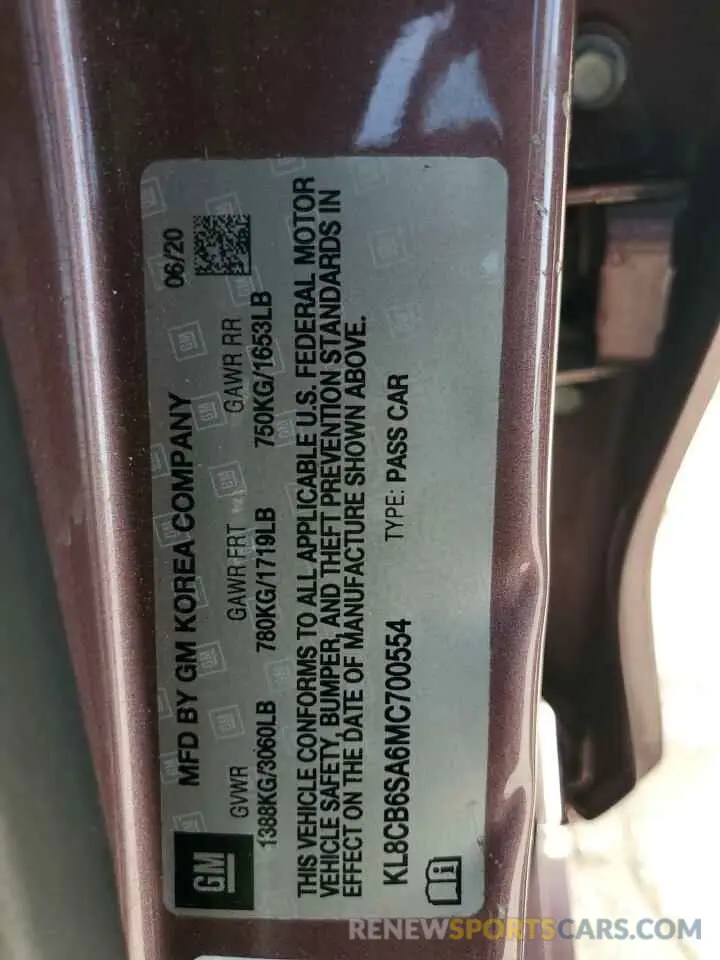 MFD BY GM KOREA COMPANY 06/20
GM
GVWR GAWR FRT GAWR RR
1388KG/3060LB 780KG/1719LB 750KG/1653LB
THIS VEHICLE CONFORMS TO ALL APPLICABLE U.S. FEDERAL MOTOR
VEHICLE SAFETY, BUMPER, AND THEFT PREVENTION STANDARDS IN
EFFECT ON THE DATE OF MANUFACTURE SHOWN ABOVE.
KL8CB6SA6MC700554 TYPE: PASS CAR
RENEWSPORTSCARS.COM